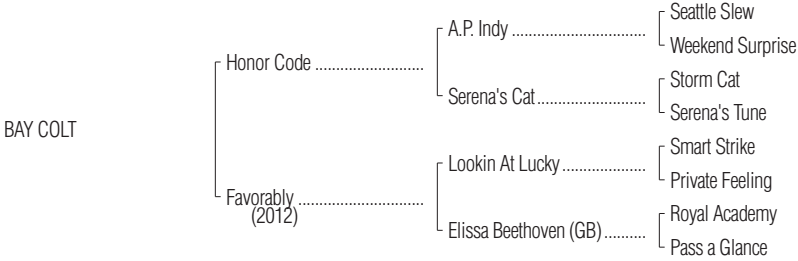 Seattle Slew
A.P. Indy ................................
Weekend Surprise
Honor Code ..........................
Storm Cat
Serena's Cat..........................
Serena's Tune
BAY COLT
Smart Strike
Lookin At Lucky....................
Private Feeling
Favorably ..............................
(2012)
Royal Academy
Elissa Beethoven (GB) ..........
Pass a Glance